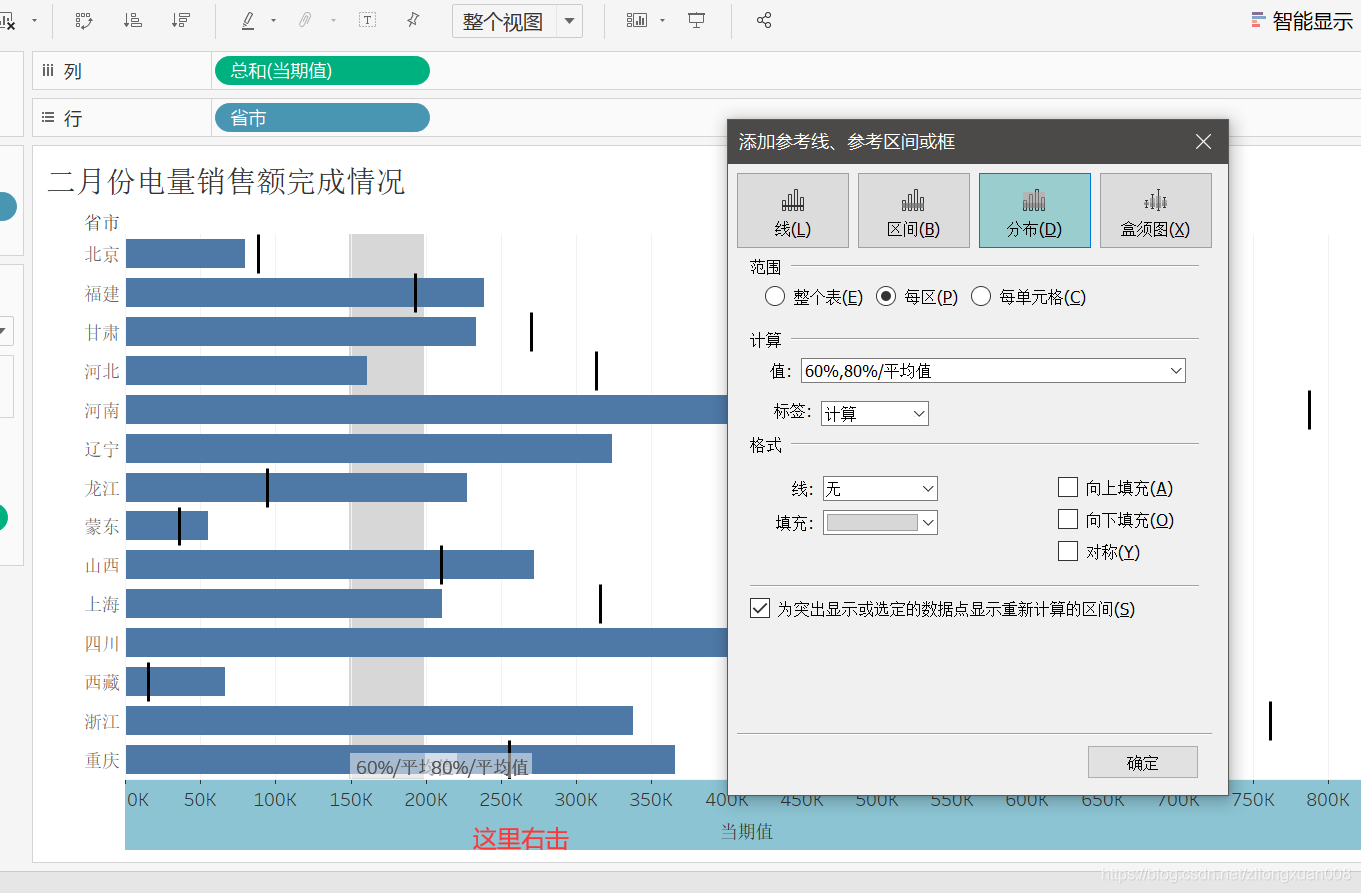 整个视图
智能显示
列
总和(当期值)
行
省市
二月份电量销售额完成情况
省市
北京
福建
甘肃
河北
河南
辽宁
龙江
蒙东
山西
上海
四川
西藏
浙江
重庆
60%/平均
80%/平均值
0K 50K 100K 150K 200K 250K 300K 350K 400K 450K 500K 550K 600K 650K 700K 750K 800K
当期值
这里右击
添加参考线、参考区间或框
线(L) 区间(B) 分布(D) 盒须图(X)
范围
整个表(E) 每区(P) 每单元格(C)
计算
值: 60%,80%/平均值
标签: 计算
格式
线: 无
填充:
向上填充(A)
向下填充(O)
对称(Y)
为突出显示或选定的数据点显示重新计算的区间(S)
确定
https://blog.csdn.net/zilongxuan008